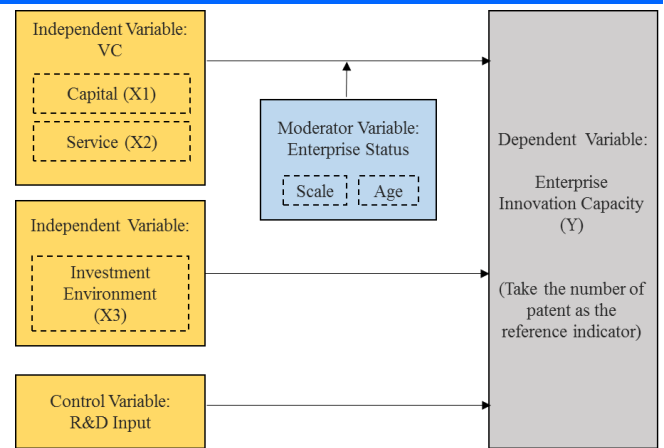 Independent Variable:
VC
Capital (X1)
Service (X2)
Moderator Variable:
Enterprise Status
Scale
Age
Independent Variable:
Investment
Environment
(X3)
Control Variable:
R&D Input
Dependent Variable:
Enterprise
Innovation Capacity
(Y)
(Take the number of
patent as the
reference indicator)